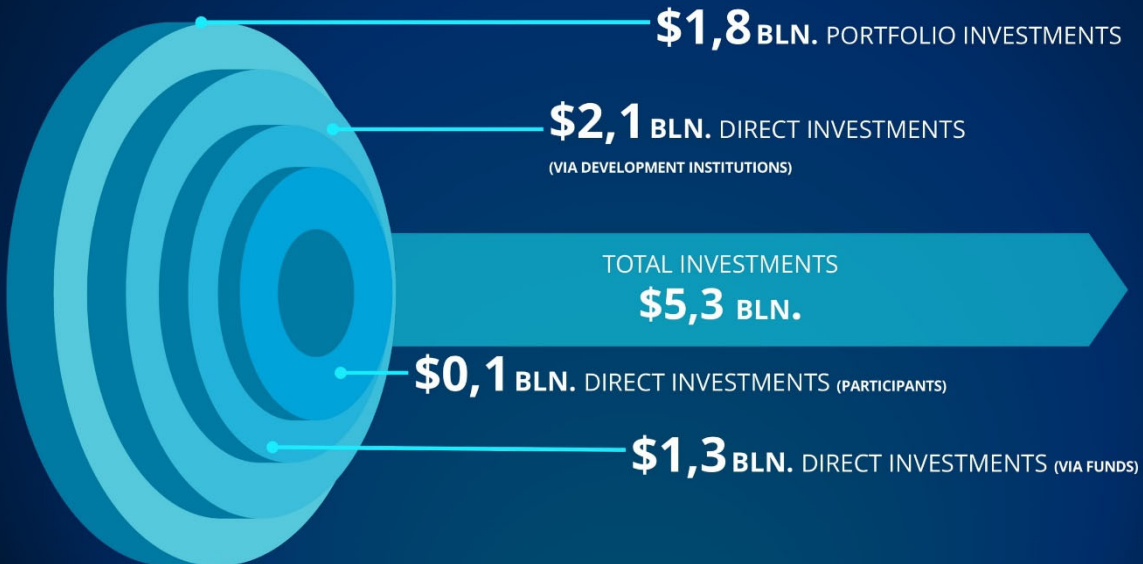 $1,8 BLN. PORTFOLIO INVESTMENTS
$2,1 BLN. DIRECT INVESTMENTS
(VIA DEVELOPMENT INSTITUTIONS)
TOTAL INVESTMENTS
$5,3 BLN.
$0,1 BLN. DIRECT INVESTMENTS (PARTICIPANTS)
$1,3 BLN. DIRECT INVESTMENTS (VIA FUNDS)